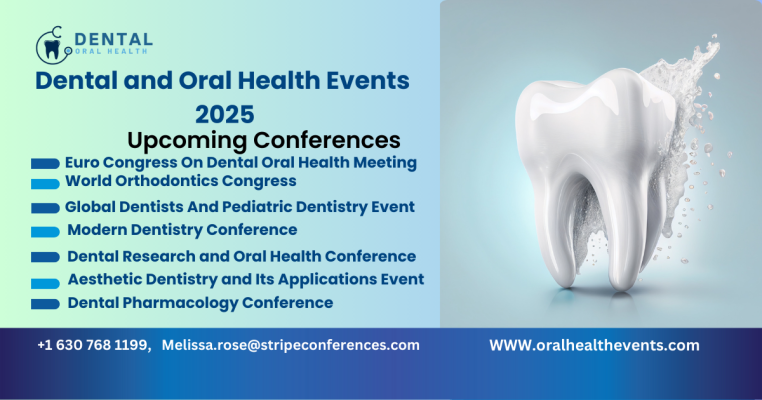 DENTAL
ORAL HEALTH
Dental and Oral Health Events
2025
Upcoming Conferences
Euro Congress On Dental Oral Health Meeting
World Orthodontics Congress
Global Dentists And Pediatric Dentistry Event
Modern Dentistry Conference
Dental Research and Oral Health Conference
Aesthetic Dentistry and Its Applications Event
Dental Pharmacology Conference
+1 630 768 1199, Melissa.rose@stripeconferences.com
WWW.oralhealthevents.com